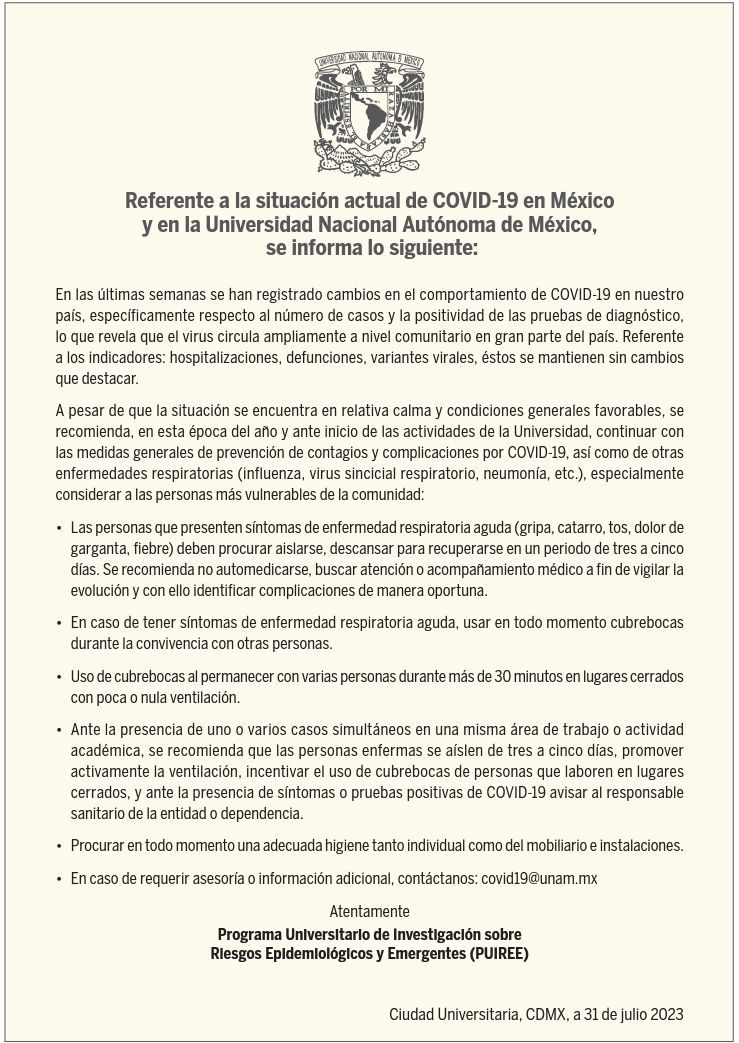 UNIVERSIDAD NACIONAL AUTÓNOMA DE MÉXICO
POR MI RAZA HABLARÁ EL ESPÍRITU
Referente a la situación actual de COVID-19 en México
y en la Universidad Nacional Autónoma de México,
se informa lo siguiente:
En las últimas semanas se han registrado cambios en el comportamiento de COVID-19 en nuestro
país, específicamente respecto al número de casos y la positividad de las pruebas de diagnóstico,
lo que revela que el virus circula ampliamente a nivel comunitario en gran parte del país. Referente
a los indicadores: hospitalizaciones, defunciones, variantes virales, éstos se mantienen sin cambios
que destacar.
A pesar de que la situación se encuentra en relativa calma y condiciones generales favorables, se
recomienda, en esta época del año y ante inicio de las actividades de la Universidad, continuar con
las medidas generales de prevención de contagios y complicaciones por COVID-19, así como de otras
enfermedades respiratorias (influenza, virus sincicial respiratorio, neumonía, etc.), especialmente
considerar a las personas más vulnerables de la comunidad:
• Las personas que presenten síntomas de enfermedad respiratoria aguda (gripa, catarro, tos, dolor de
garganta, fiebre) deben procurar aislarse, descansar para recuperarse en un periodo de tres a cinco
días. Se recomienda no automedicarse, buscar atención o acompañamiento médico a fin de vigilar la
evolución y con ello identificar complicaciones de manera oportuna.
• En caso de tener síntomas de enfermedad respiratoria aguda, usar en todo momento cubrebocas
durante la convivencia con otras personas.
• Uso de cubrebocas al permanecer con varias personas durante más de 30 minutos en lugares cerrados
con poca o nula ventilación.
• Ante la presencia de uno o varios casos simultáneos en una misma área de trabajo o actividad
académica, se recomienda que las personas enfermas se aíslen de tres a cinco días, promover
activamente la ventilación, incentivar el uso de cubrebocas de personas que laboren en lugares
cerrados, y ante la presencia de síntomas o pruebas positivas de COVID-19 avisar al responsable
sanitario de la entidad o dependencia.
• Procurar en todo momento una adecuada higiene tanto individual como del mobiliario e instalaciones.
• En caso de requerir asesoría o información adicional, contáctanos: covid19@unam.mx
Atentamente
Programa Universitario de Investigación sobre
Riesgos Epidemiológicos y Emergentes (PUIREE)
Ciudad Universitaria, CDMX, a 31 de julio 2023